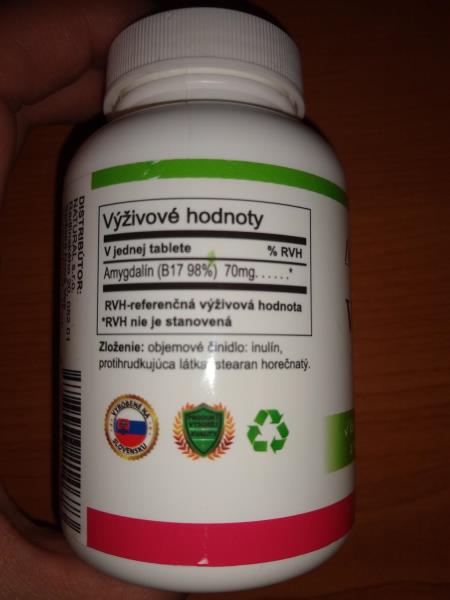 Výživové hodnoty
V jednej tablete % RVH
Amygdalín (B17 98%) 70mg......*
RVH-referenčná výživová hodnota
*RVH nie je stanovená
Zloženie: objemové činidlo: inulín,
protihrudkujúca látka: stearan horečnatý.
VYROBENÉ NA
SLOVENSKU
DISTRIBÚTOR:
NATURAL s.r.o.